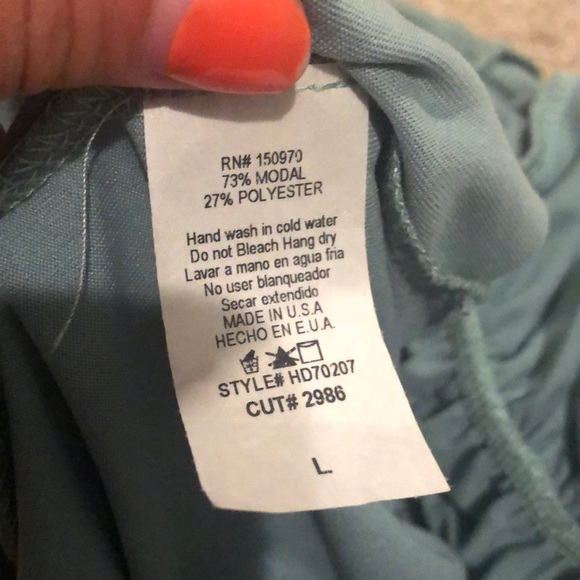 RN# 150970
73% MODAL
27% POLYESTER
Hand wash in cold water
Do not Bleach Hang dry
Lavar a mano en agua fria
No user blanqueador
Secar extendido
MADE IN U.S.A
HECHO EN E.U.A.
STYLE# HD70207
CUT# 2986
L